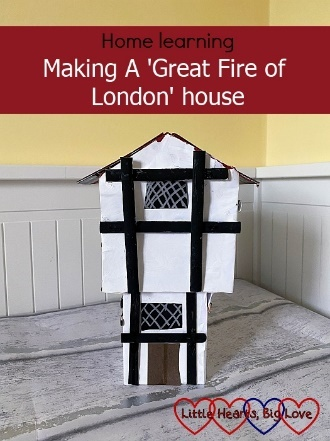 Home learning
Making A 'Great Fire of
London' house
Little Hearts, Big Love